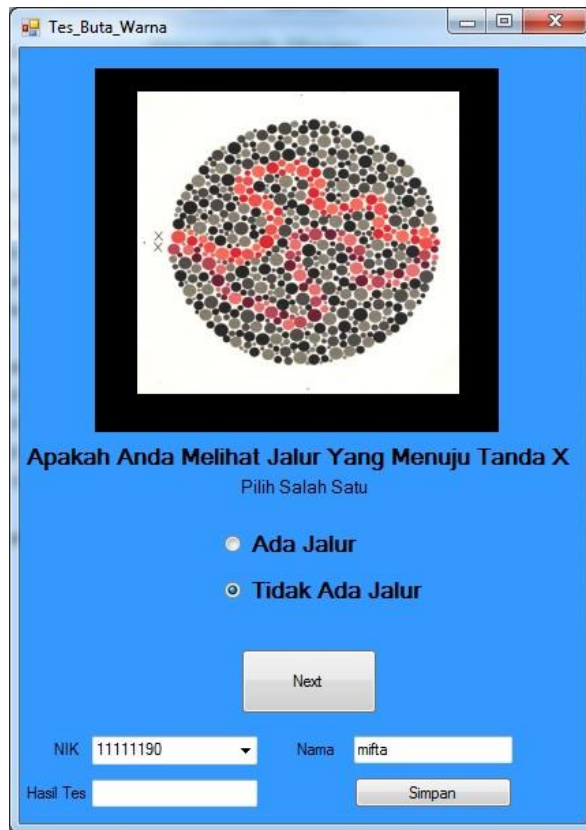 Tes_Buta_Warna
X
X
Apakah Anda Melihat Jalur Yang Menuju Tanda X
Pilih Salah Satu
Ada Jalur
Tidak Ada Jalur
Next
NIK 11111190 Nama mifta
Hasil Tes Simpan